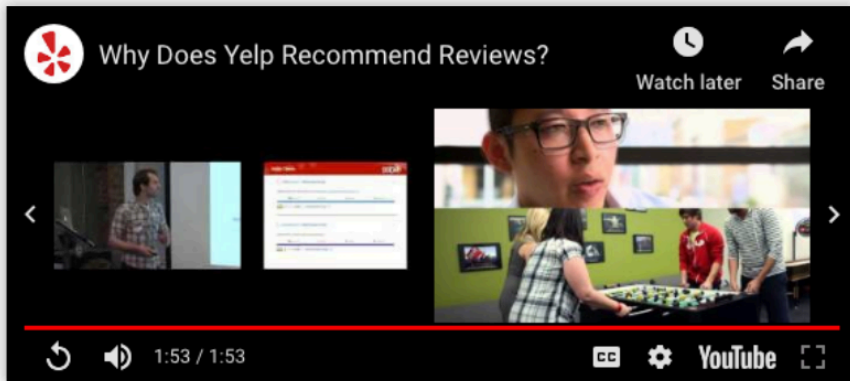 Why Does Yelp Recommend Reviews?
Watch later
Share
1:53 / 1:53
CC
YouTube